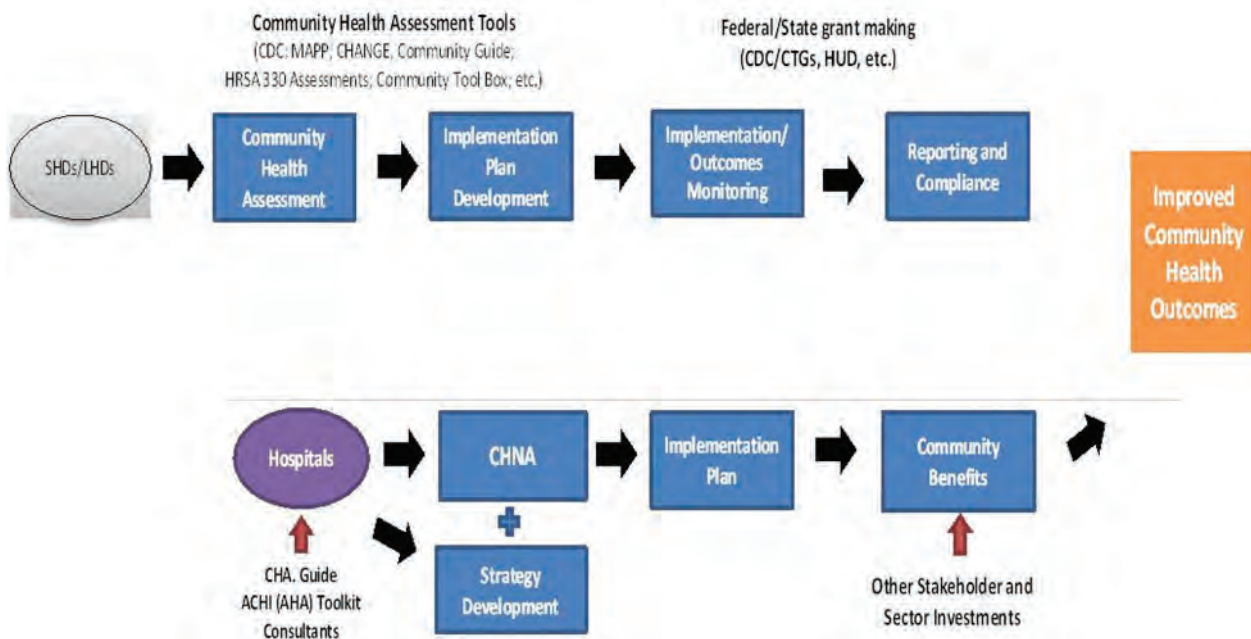 Community Health Assessment Tools
(CDC: MAPP, CHANGE, Community Guide;
HRSA 330 Assessments; Community Tool Box; etc.)
Federal/State grant making
(CDC/CTGs, HUD, etc.)
SHDs/LHDs
Community
Health
Assessment
Implementation
Plan
Development
Implementation/
Outcomes
Monitoring
Reporting and
Compliance
Improved
Community
Health
Outcomes
Hospitals
CHNA
Implementation
Plan
Community
Benefits
CHA. Guide
ACHI (AHA) Toolkit
Consultants
Strategy
Development
Other Stakeholder and
Sector Investments